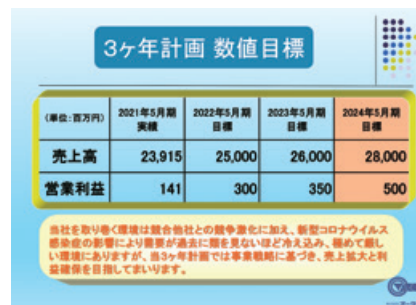 3ヶ年計画 数値目標
(単位:百万円) 2021年5月期 2022年5月期 2023年5月期 2024年5月期
実績 目標 目標 目標
売上高 23,915 25,000 26,000 28,000
営業利益 141 300 350 500
当社を取り巻く環境は競合他社との競争激化に加え、新型コロナウイルス
感染症の影響により需要が過去に類を見ないほど冷え込み、極めて厳し
い環境にありますが、当3ヶ年計画では事業戦略に基づき、売上拡大と利
益確保を目指してまいります。